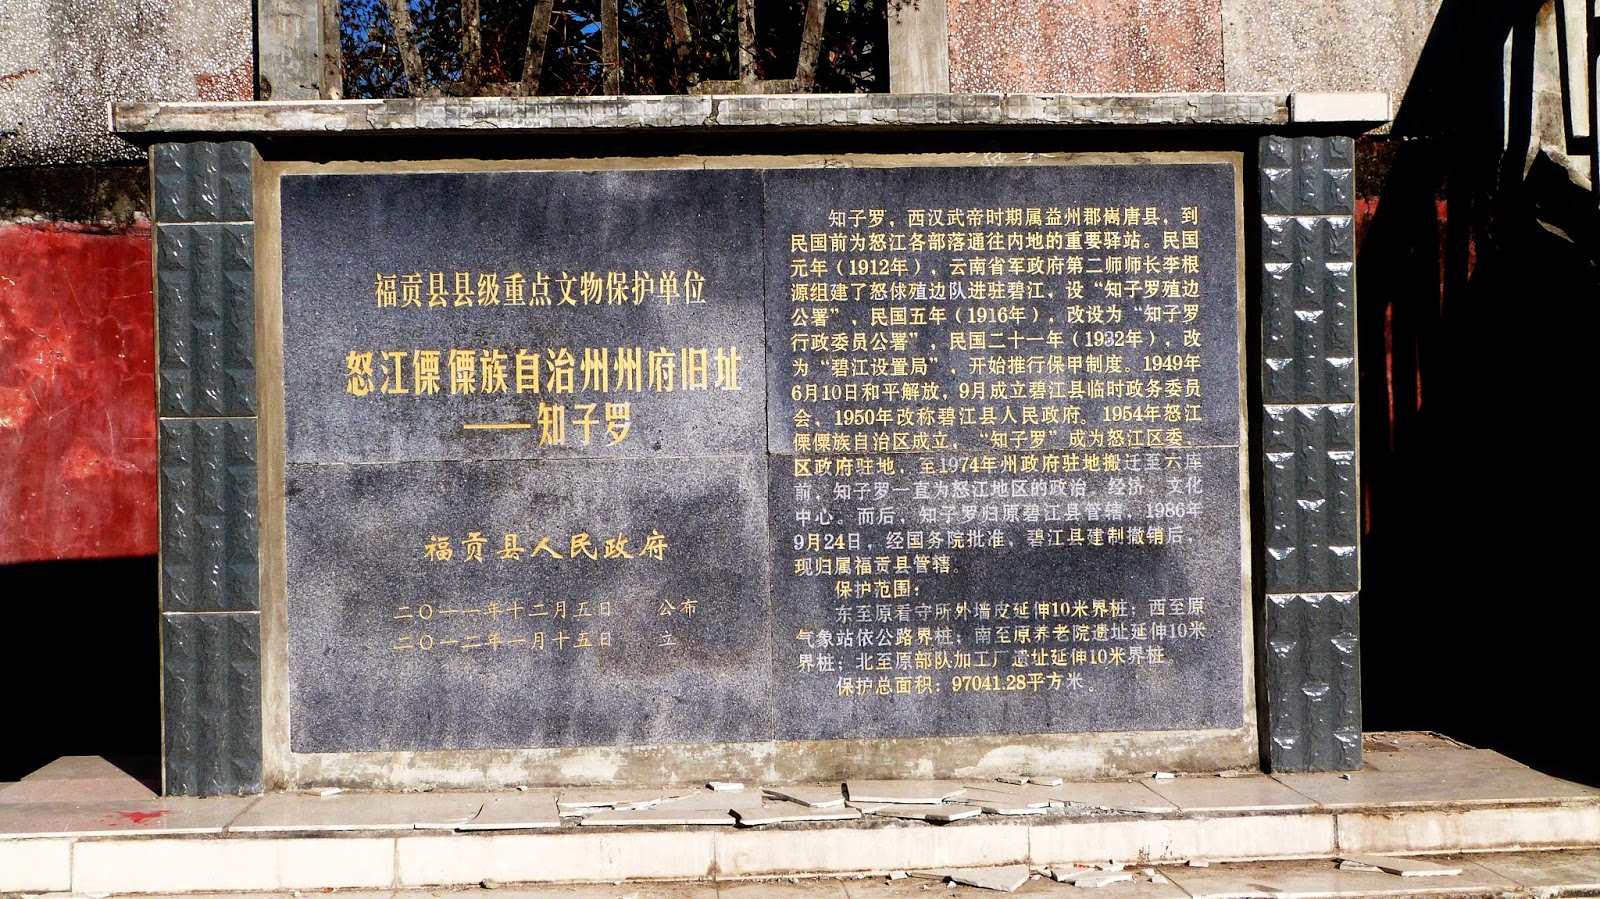 福贡县县级重点文物保护单位
怒江傈僳族自治州州府旧址
——知子罗
福贡县人民政府
二〇一一年十二月五日 公布
二〇一二年一月十五日 立
知子罗，西汉武帝时期属益州郡嶲唐县，到
民国前为怒江各部落通往内地的重要驿站。民国
元年（1912年），云南省军政府第二师师长李根
源组建了怒俅殖边队进驻碧江，设“知子罗殖边
公署”，民国五年（1916年），改设为“知子罗
行政委员公署”，民国二十一年（1932年），改
为“碧江设置局”，开始推行保甲制度。1949年
6月10日和平解放，9月成立碧江县临时政务委员
会，1950年改称碧江县人民政府。1954年怒江
傈僳族自治区成立，“知子罗”成为怒江区委、
区政府驻地，至1974年州政府驻地搬迁至六库
前，知子罗一直为怒江地区的政治、经济、文化
中心。而后，知子罗归原碧江县管辖，1986年
9月24日，经国务院批准，碧江县建制撤销后，
现归属福贡县管辖。
保护范围：
东至原看守所外墙皮延伸10米界桩；西至原
气象站依公路界桩；南至原养老院遗址延伸10米
界桩；北至原部队加工厂遗址延伸10米界桩。
保护总面积：97041.28平方米。